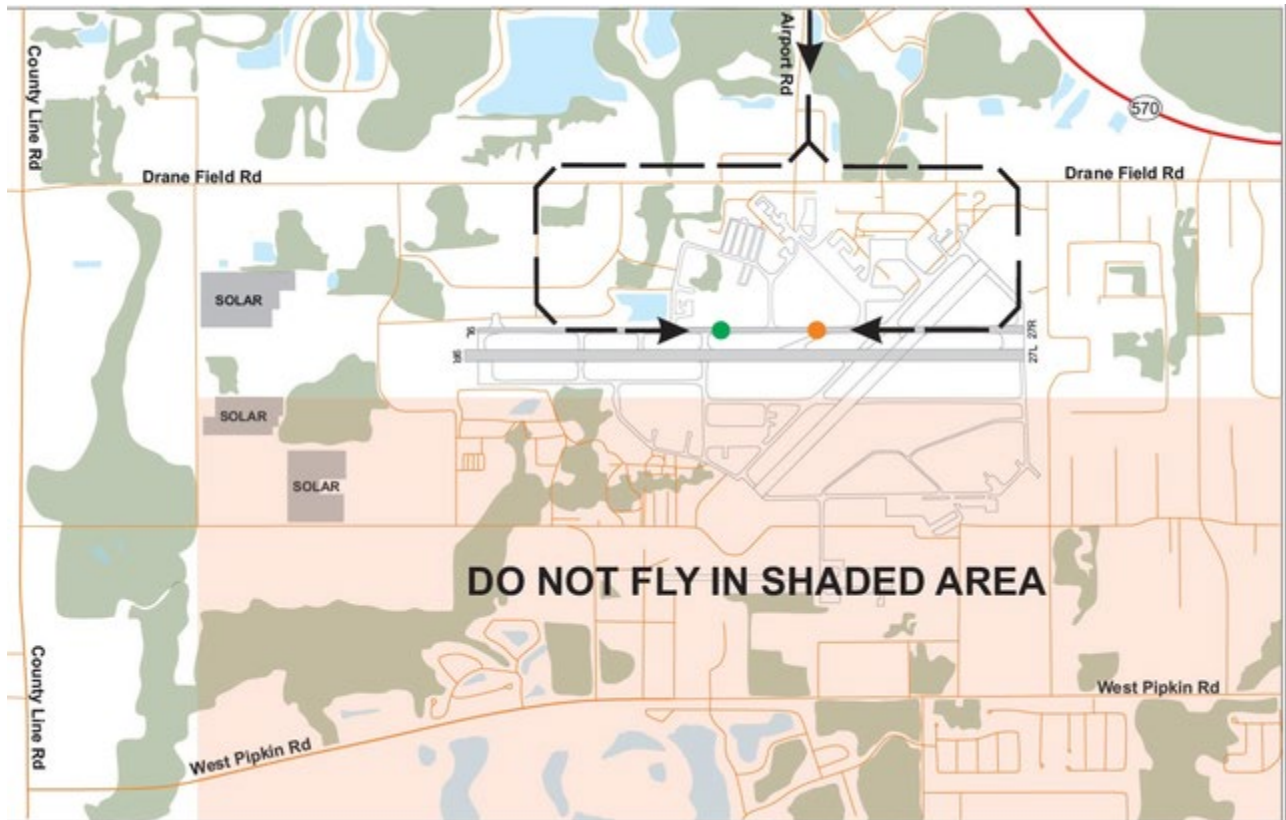 County Line Rd
Airport Rd
570
Drane Field Rd
Drane Field Rd
SOLAR
9L
27R
9R
27L
SOLAR
SOLAR
DO NOT FLY IN SHADED AREA
County Line Rd
West Pipkin Rd
West Pipkin Rd